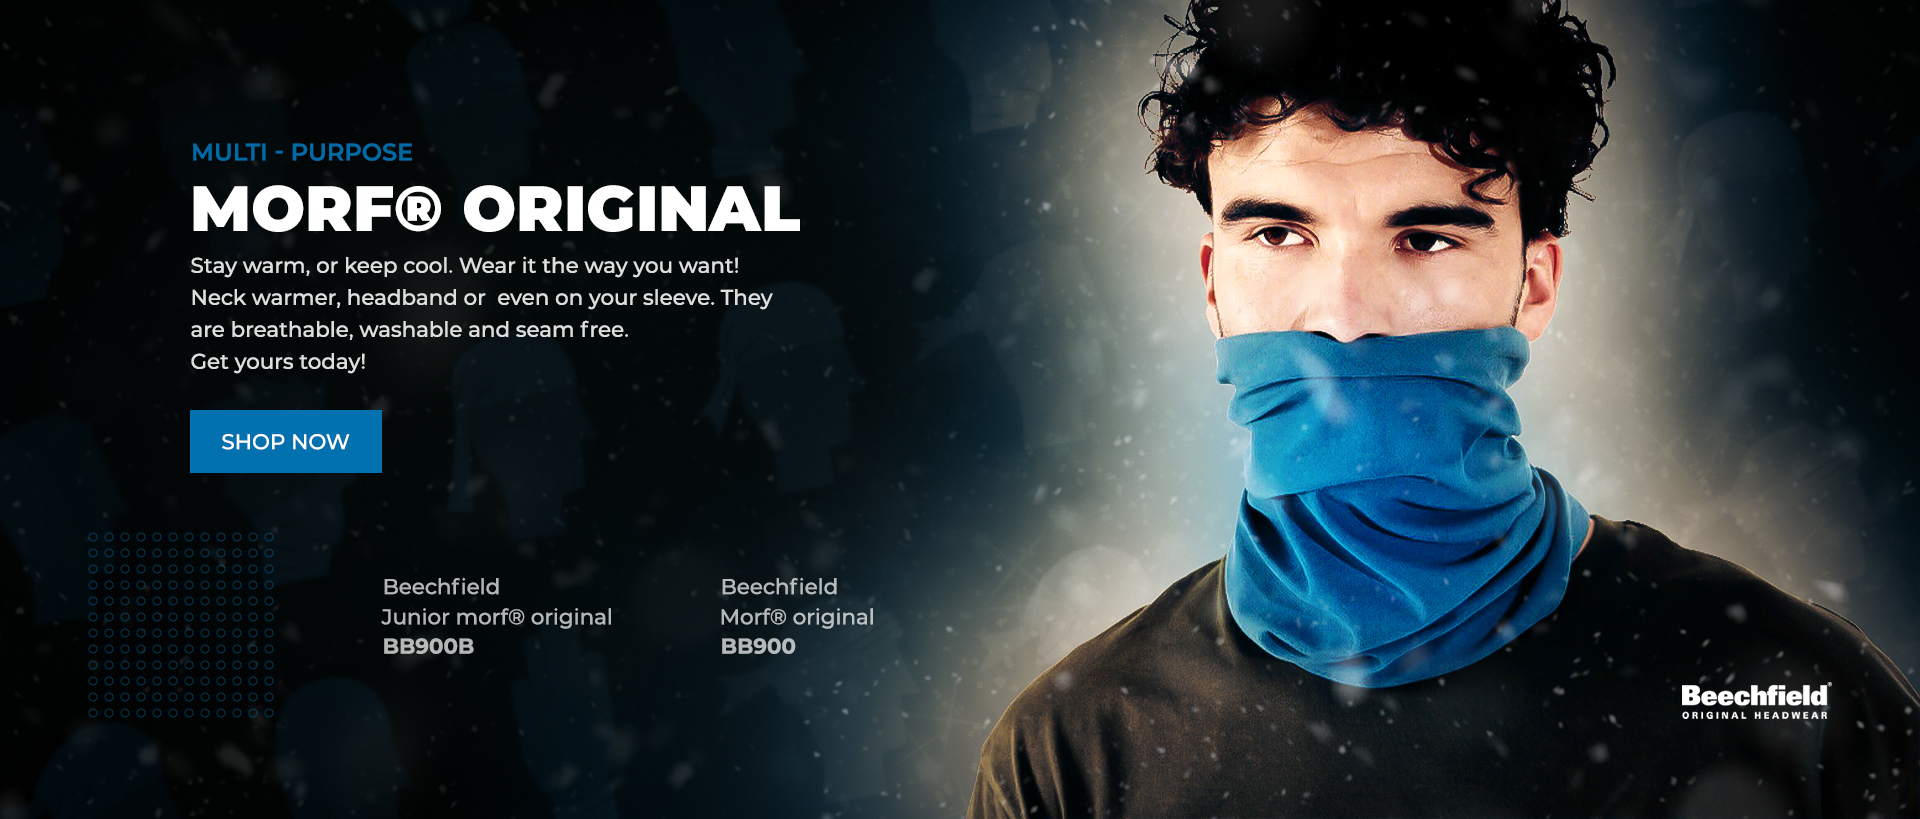 MULTI - PURPOSE
MORF® ORIGINAL
Stay warm, or keep cool. Wear it the way you want!
Neck warmer, headband or  even on your sleeve. They
are breathable, washable and seam free.
Get yours today!
SHOP NOW
Beechfield
Junior morf® original
BB900B
Beechfield
Morf® original
BB900
Beechfield®
ORIGINAL HEADWEAR